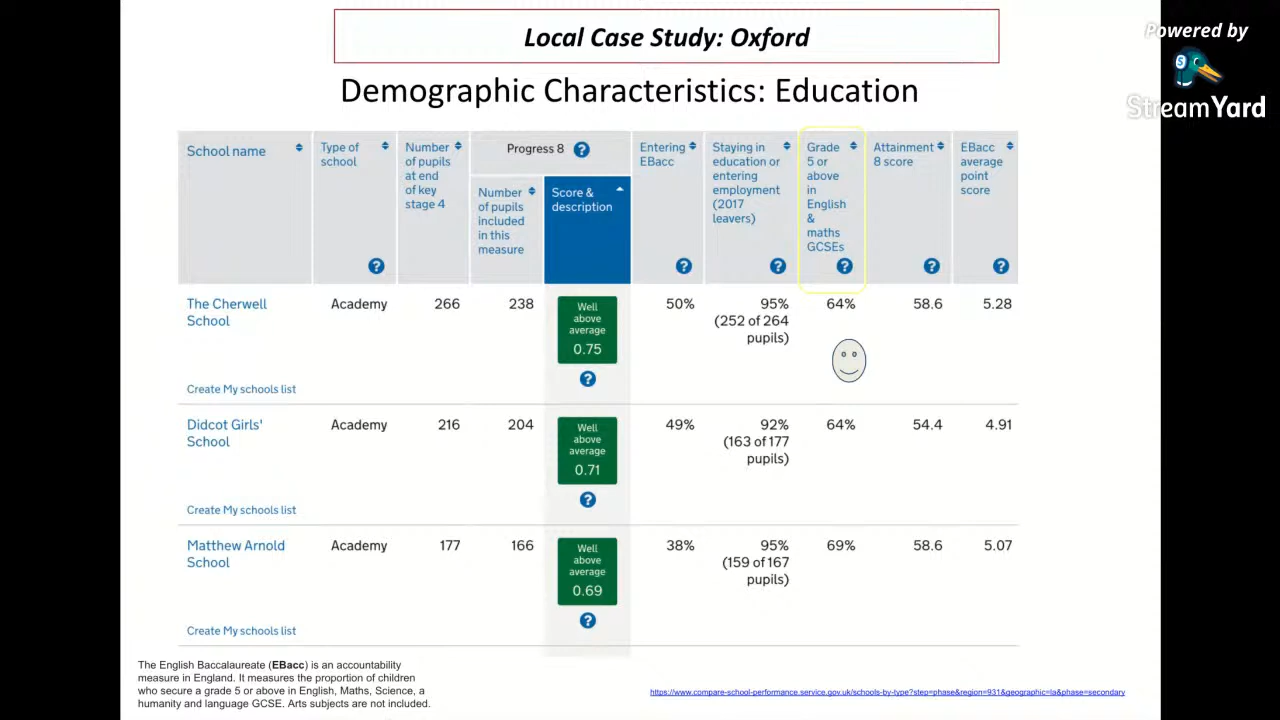 Local Case Study: Oxford
Powered by
StreamYard
Demographic Characteristics: Education
School name
Type of
school
Number
of pupils
at end
of key
stage 4
Progress 8 ?
Number
of pupils
included
in this
measure
Score &
description
Entering
EBacc
Staying in
education or
entering
employment
(2017
leavers)
Grade
5 or
above
in
English
&
maths
GCSEs
Attainment
8 score
EBacc
average
point
score
? ? ? ? ? ?
The Cherwell
School
Academy
266
238
Well
above
average
0.75
?
50%
95%
(252 of 264
pupils)
64%
58.6
5.28
Create My schools list
Didcot Girls'
School
Academy
216
204
Well
above
average
0.71
?
49%
92%
(163 of 177
pupils)
64%
54.4
4.91
Create My schools list
Matthew Arnold
School
Academy
177
166
Well
above
average
0.69
?
38%
95%
(159 of 167
pupils)
69%
58.6
5.07
Create My schools list
The English Baccalaureate (EBacc) is an accountability
measure in England. It measures the proportion of children
who secure a grade 5 or above in English, Maths, Science, a
humanity and language GCSE. Arts subjects are not included.
https://www.compare-school-performance.service.gov.uk/schools-by-type?step=phase&region=931&geographic=la&phase=secondary